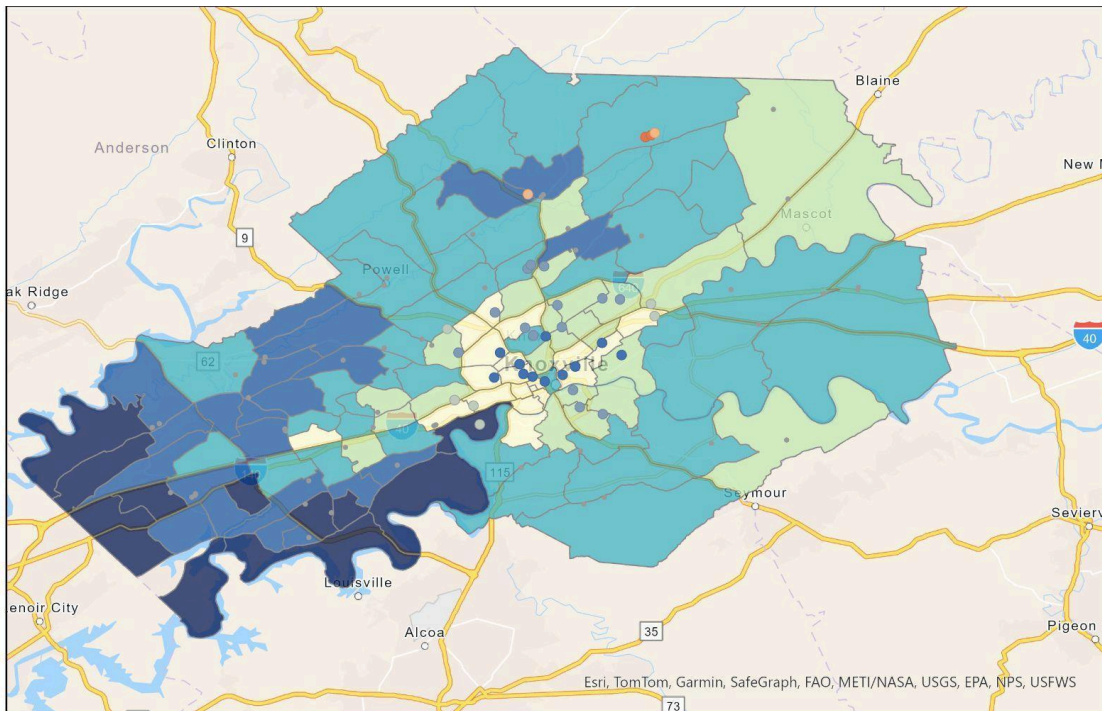 Blaine
Clinton
Anderson
New M
9
Mascot
Powell
640
ak Ridge
40
62
Knoxville
40
115
Seymour
Sevierv
Louisville
enoir City
Alcoa
35
Pigeon
Esri, TomTom, Garmin, SafeGraph, FAO, METI/NASA, USGS, EPA, NPS, USFWS
73